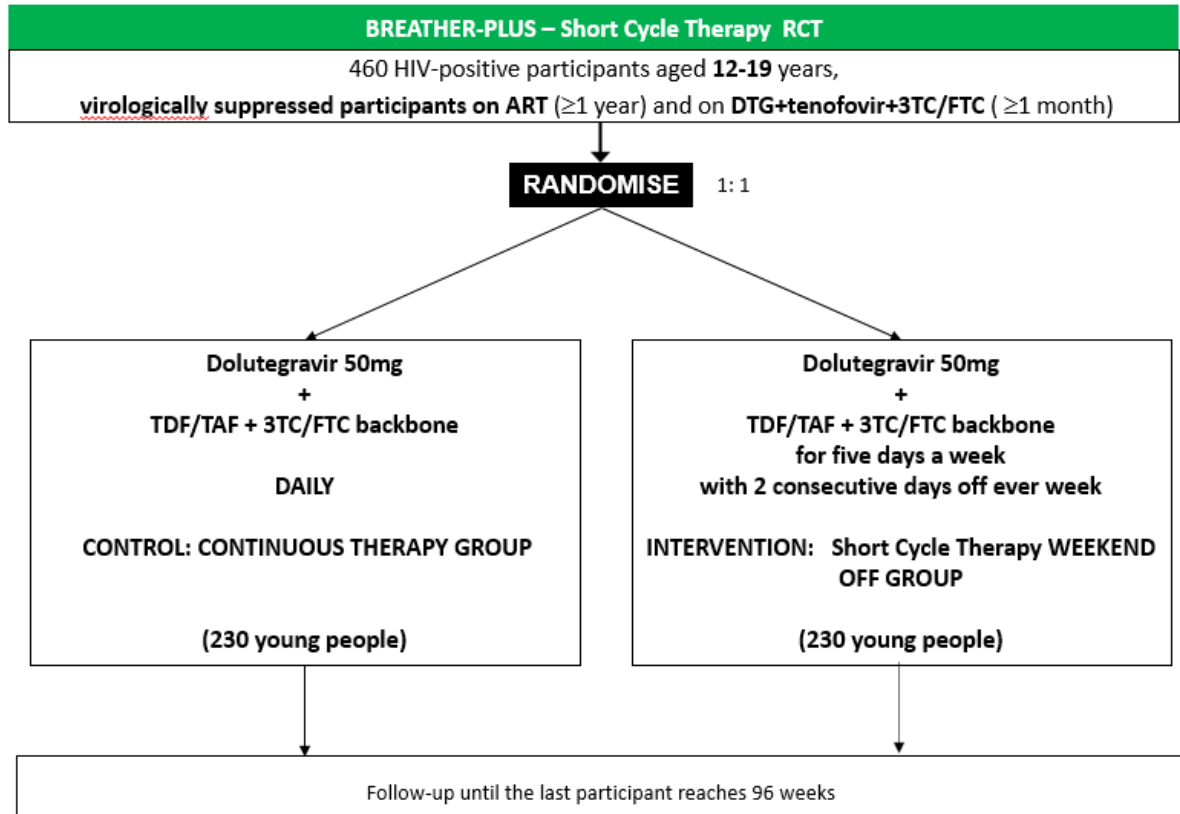 BREATHER-PLUS – Short Cycle Therapy RCT
460 HIV-positive participants aged 12-19 years,
virologically suppressed participants on ART (≥1 year) and on DTG+tenofovir+3TC/FTC ( ≥1 month)
RANDOMISE
1: 1
Dolutegravir 50mg
+
TDF/TAF + 3TC/FTC backbone
DAILY
CONTROL: CONTINUOUS THERAPY GROUP
(230 young people)
Dolutegravir 50mg
+
TDF/TAF + 3TC/FTC backbone
for five days a week
with 2 consecutive days off ever week
INTERVENTION: Short Cycle Therapy WEEKEND
OFF GROUP
(230 young people)
Follow-up until the last participant reaches 96 weeks